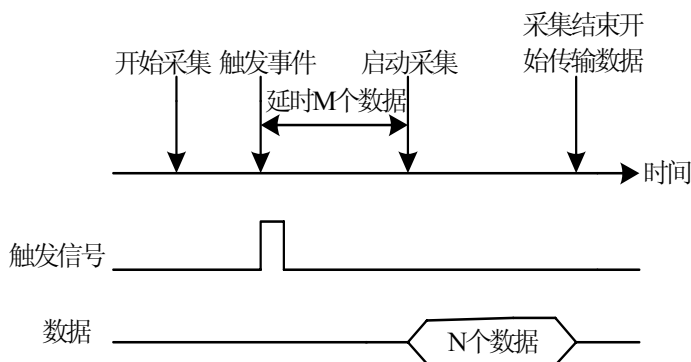 采集结束开
始传输数据
开始采集 触发事件 启动采集
延时M个数据
时间
触发信号
数据
N个数据